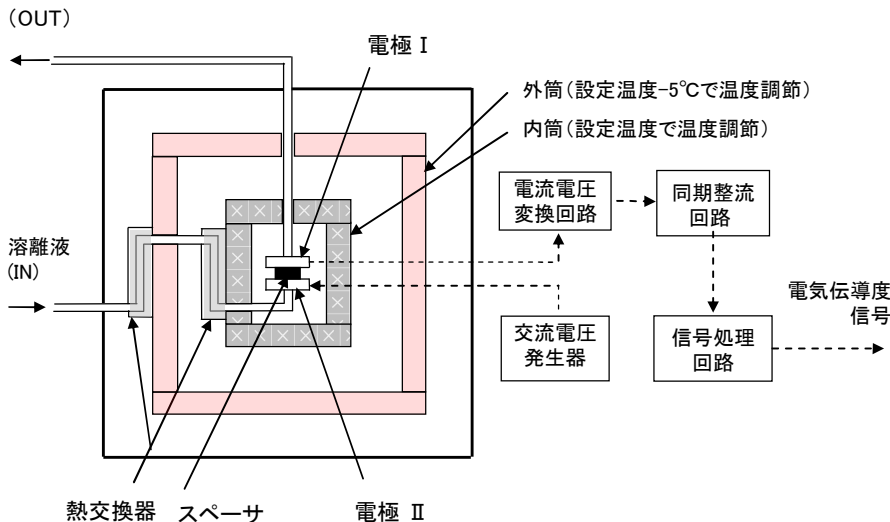 (OUT)
電極 I
外筒(設定温度-5℃で温度調節)
内筒(設定温度で温度調節)
電流電圧
変換回路
同期整流
回路
溶離液
(IN)
電気伝導度
信号
交流電圧
発生器
信号処理
回路
熱交換器
スペーサ
電極 II